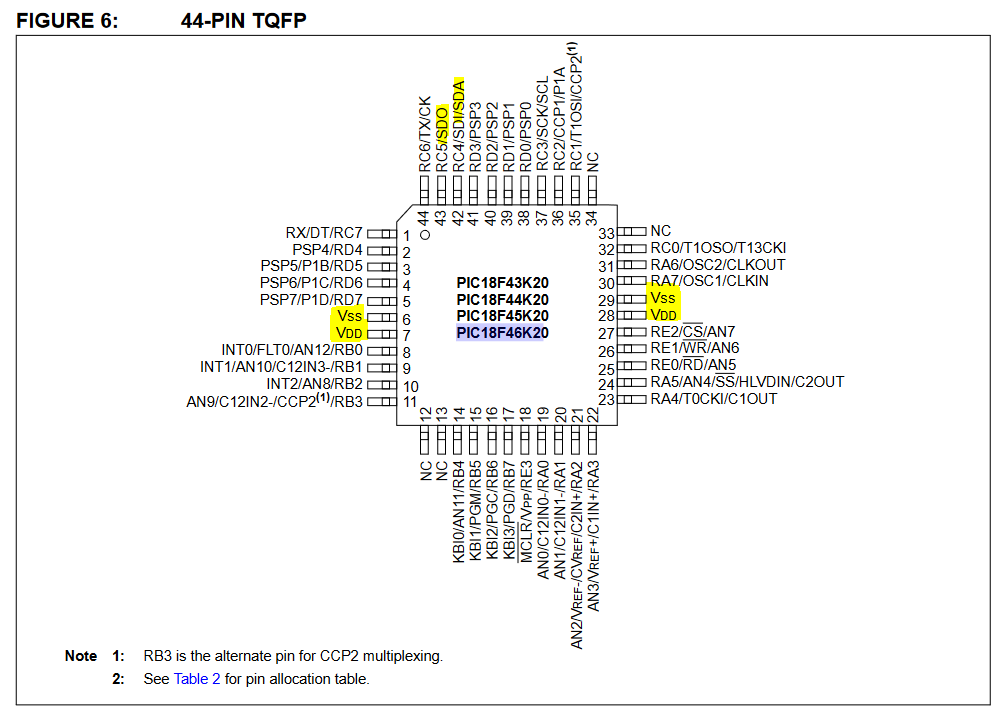 FIGURE 6: 44-PIN TQFP
RC6/TX/CK
RC5/SDO
RC4/SDI/SDA
RD3/PSP3
RD2/PSP2
RD1/PSP1
RD0/PSP0
RC3/SCK/SCL
RC2/CCP1/P1A
RC1/T1OSI/CCP2(1)
NC
44
43
42
41
40
39
38
37
36
35
34
RX/DT/RC7 1
PSP4/RD4 2
PSP5/P1B/RD5 3
PSP6/P1C/RD6 4
PSP7/P1D/RD7 5
VSS 6
VDD 7
INT0/FLT0/AN12/RB0 8
INT1/AN10/C12IN3-/RB1 9
INT2/AN8/RB2 10
AN9/C12IN2-/CCP2(1)/RB3 11
PIC18F43K20
PIC18F44K20
PIC18F45K20
PIC18F46K20
33 NC
32 RC0/T1OSO/T13CKI
31 RA6/OSC2/CLKOUT
30 RA7/OSC1/CLKIN
29 VSS
28 VDD
27 RE2/CS/AN7
26 RE1/WR/AN6
25 RE0/RD/AN5
24 RA5/AN4/SS/HLVDIN/C2OUT
23 RA4/T0CKI/C1OUT
12
13
14
15
16
17
18
19
20
21
22
NC
NC
KBI0/AN11/RB4
KBI1/PGM/RB5
KBI2/PGC/RB6
KBI3/PGD/RB7
MCLR/VPP/RE3
AN0/C12IN0-/RA0
AN1/C12IN1-/RA1
AN2/VREF-/CVREF/C2IN+/RA2
AN3/VREF+/C1IN+/RA3
Note 1: RB3 is the alternate pin for CCP2 multiplexing.
2: See Table 2 for pin allocation table.